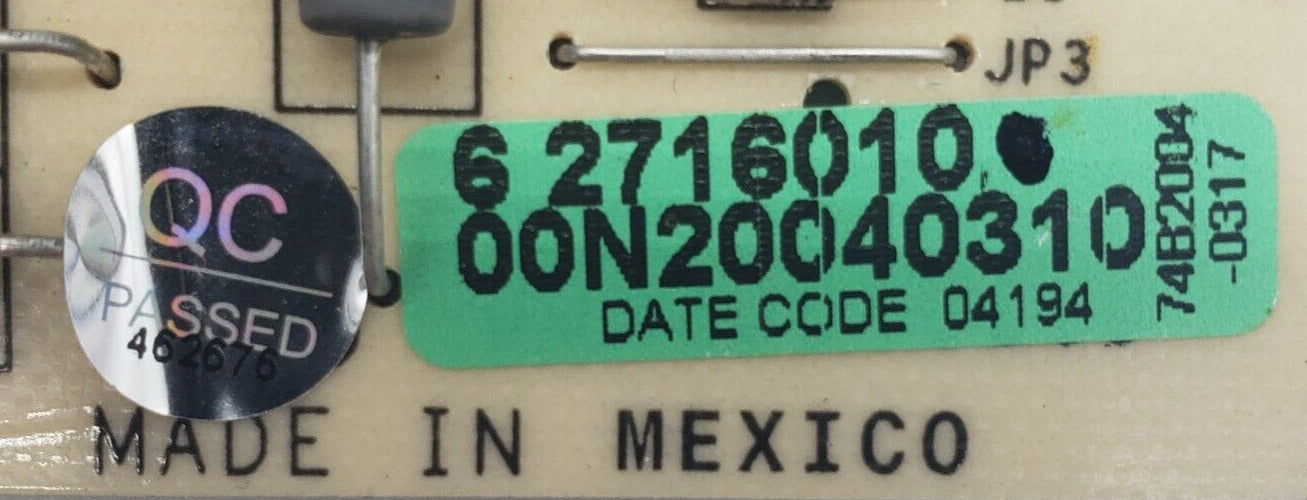 JP3
QC
PASSED
462676
6 2716010
00N20040310
DATE CODE 04194
74B2004
-0317
MADE IN MEXICO